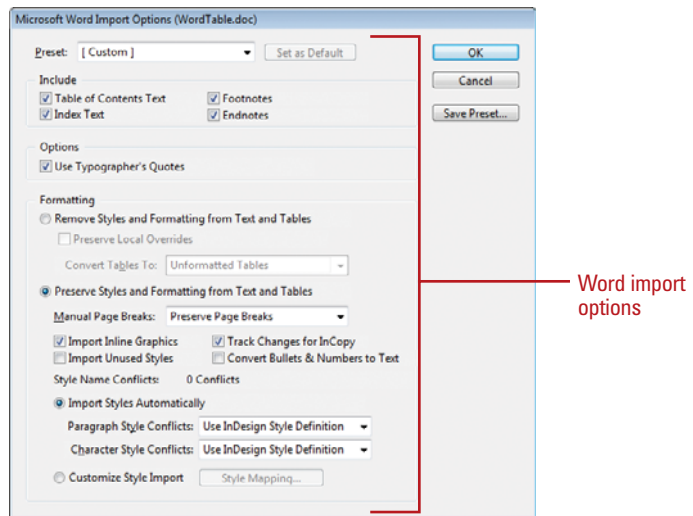 Microsoft Word Import Options (WordTable.doc)
Preset: [ Custom ] Set as Default OK
Include Cancel
Table of Contents Text Footnotes
Index Text Endnotes Save Preset...
Options
Use Typographer's Quotes
Formatting
Remove Styles and Formatting from Text and Tables
Preserve Local Overrides
Convert Tables To: Unformatted Tables
Preserve Styles and Formatting from Text and Tables
Manual Page Breaks: Preserve Page Breaks
Import Inline Graphics Track Changes for InCopy
Import Unused Styles Convert Bullets & Numbers to Text
Style Name Conflicts: 0 Conflicts
Import Styles Automatically
Paragraph Style Conflicts: Use InDesign Style Definition
Character Style Conflicts: Use InDesign Style Definition
Customize Style Import Style Mapping...
Word import
options